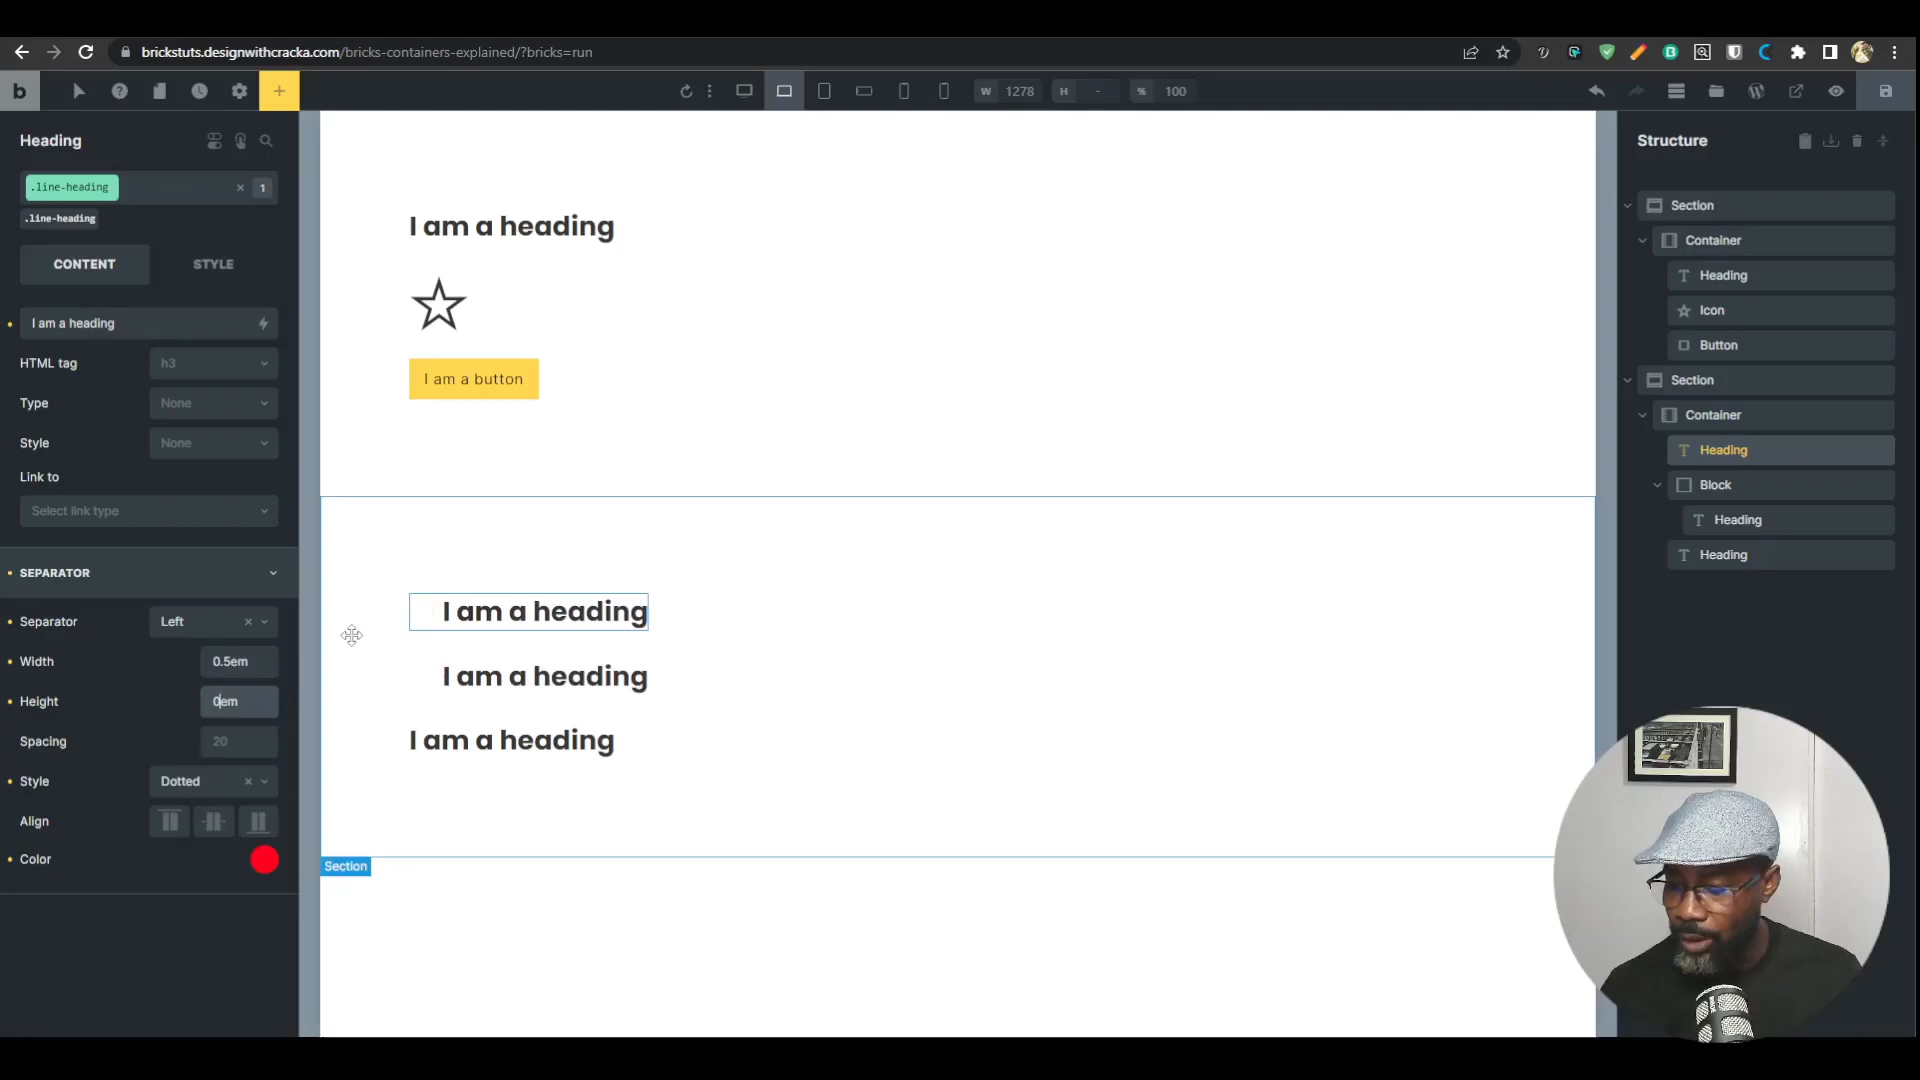 brickstuts.designwithcracka.com/bricks-containers-explained/?bricks=run
b
W 1278 H - % 100
Heading
.line-heading × 1
.line-heading
CONTENT STYLE
I am a heading
HTML tag h3
Type None
Style None
Link to
Select link type
SEPARATOR
Separator Left
Width 0.5em
Height 0em
Spacing 20
Style Dotted
Align
Color
I am a heading
I am a button
I am a heading
I am a heading
I am a heading
Section
Structure
Section
Container
Heading
Icon
Button
Section
Container
Heading
Block
Heading
Heading